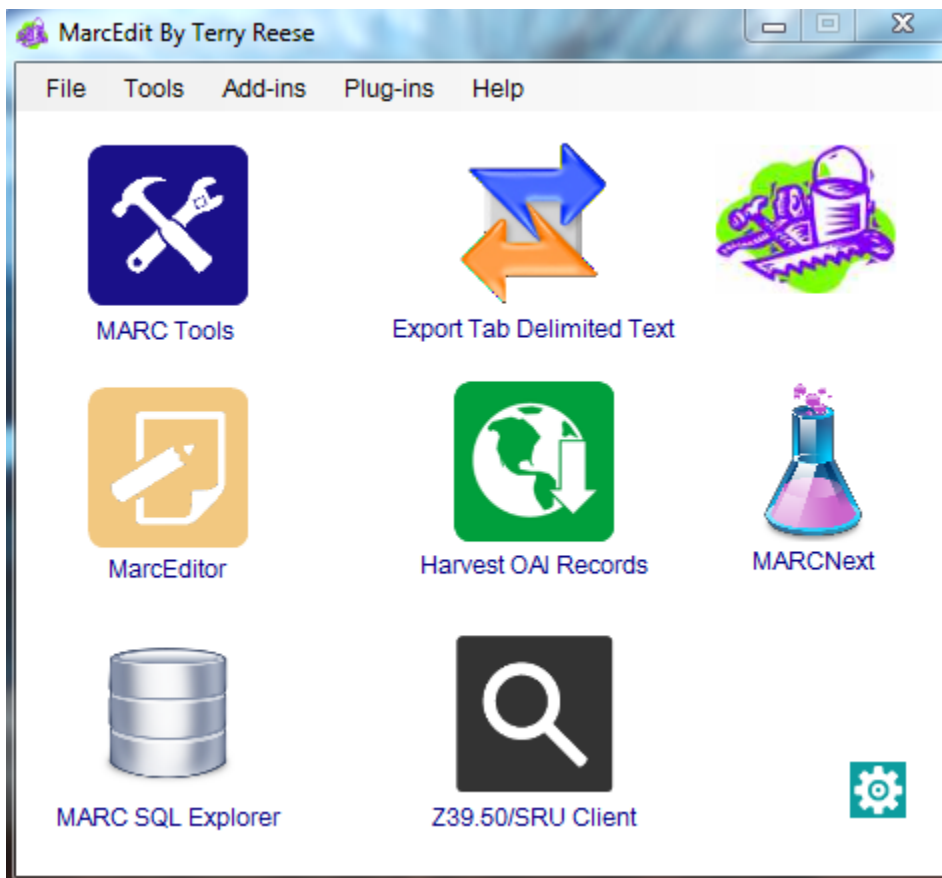 MarcEdit By Terry Reese
File Tools Add-ins Plug-ins Help
MARC Tools
Export Tab Delimited Text
MarcEditor
Harvest OAI Records
MARCNext
MARC SQL Explorer
Z39.50/SRU Client